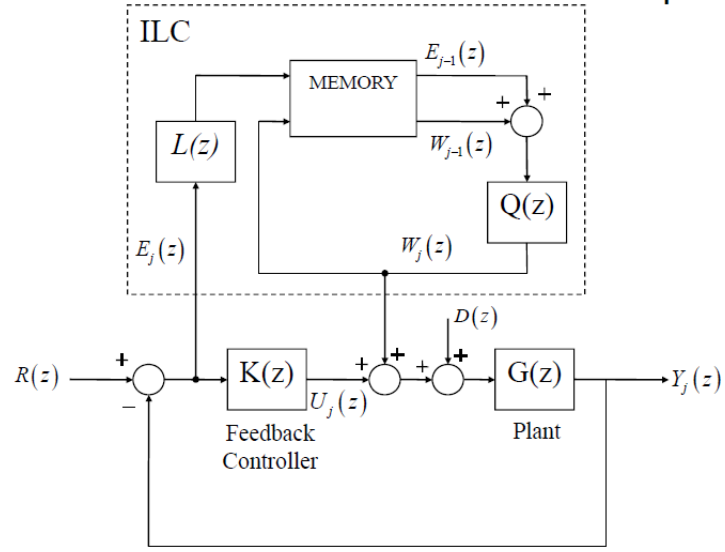 ILC
E_{j-1}(z)
MEMORY
+ +
W_{j-1}(z)
L(z)
Q(z)
E_j(z)
W_j(z)
D(z)
R(z)
+
−
K(z)
U_j(z)
+ +
+ +
G(z)
Y_j(z)
Feedback
Controller
Plant